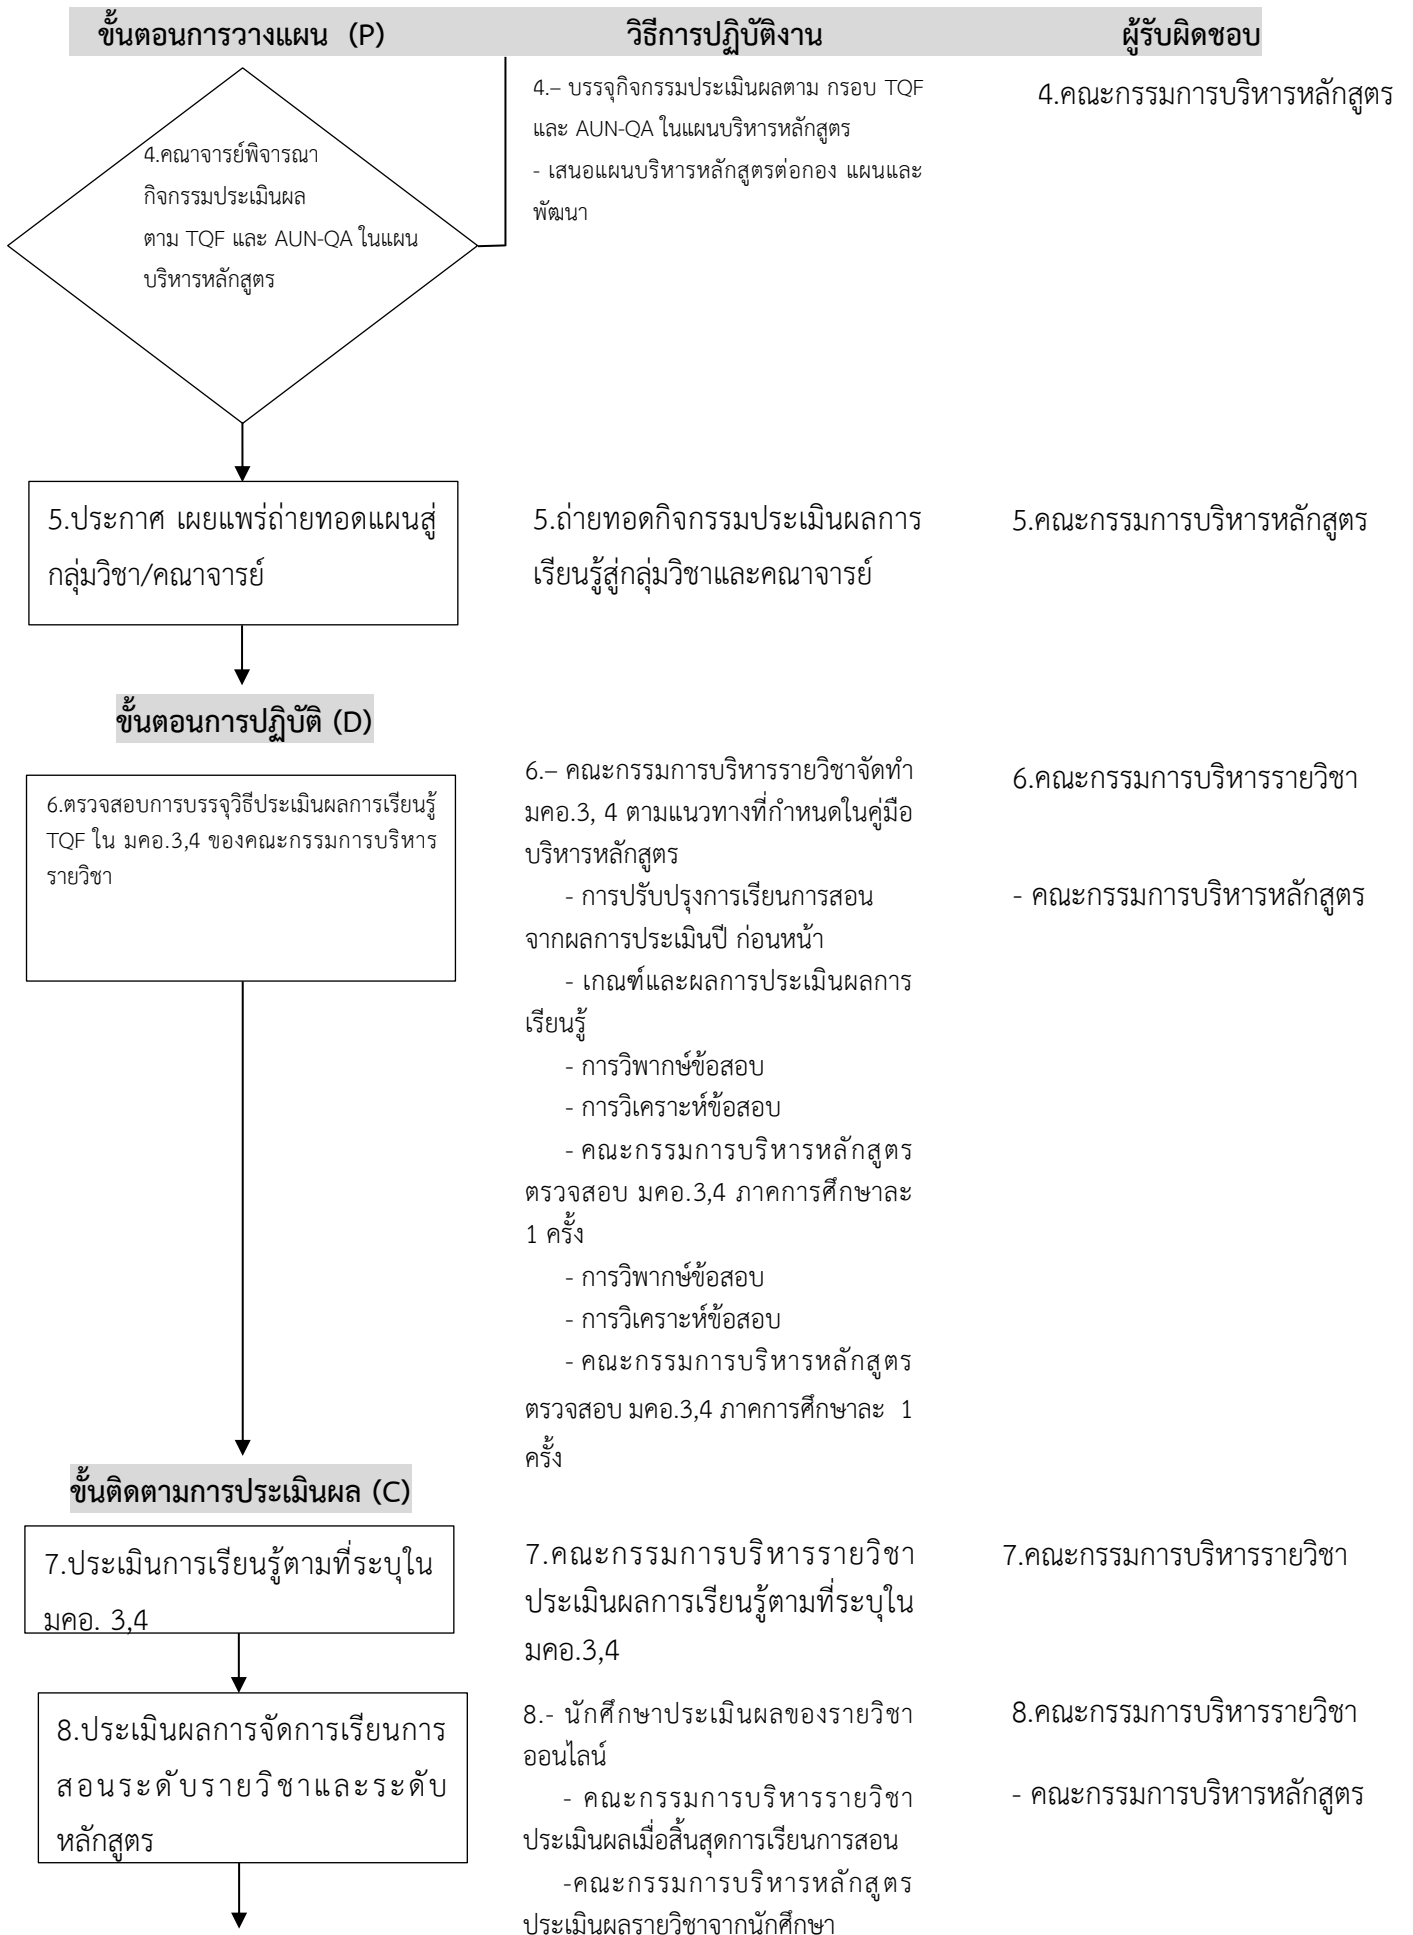 ขั้นตอนการวางแผน (P) วิธีการปฏิบัติงาน ผู้รับผิดชอบ
4.คณาจารย์พิจารณา
กิจกรรมประเมินผล
ตาม TQF และ AUN-QA ในแผน
บริหารหลักสูตร
4.– บรรจุกิจกรรมประเมินผลตาม กรอบ TQF
และ AUN-QA ในแผนบริหารหลักสูตร
- เสนอแผนบริหารหลักสูตรต่อกอง แผนและ
พัฒนา
4.คณะกรรมการบริหารหลักสูตร
5.ประกาศ เผยแพร่ถ่ายทอดแผนสู่
กลุ่มวิชา/คณาจารย์
5.ถ่ายทอดกิจกรรมประเมินผลการ
เรียนรู้สู่กลุ่มวิชาและคณาจารย์
5.คณะกรรมการบริหารหลักสูตร
ขั้นตอนการปฏิบัติ (D)
6.ตรวจสอบการบรรจุวิธีประเมินผลการเรียนรู้
TQF ใน มคอ.3,4 ของคณะกรรมการบริหาร
รายวิชา
6.– คณะกรรมการบริหารรายวิชาจัดทำ
มคอ.3, 4 ตามแนวทางที่กำหนดในคู่มือ
บริหารหลักสูตร
- การปรับปรุงการเรียนการสอน
จากผลการประเมินปี ก่อนหน้า
- เกณฑ์และผลการประเมินผลการ
เรียนรู้
- การวิพากษ์ข้อสอบ
- การวิเคราะห์ข้อสอบ
- คณะกรรมการบริหารหลักสูตร
ตรวจสอบ มคอ.3,4 ภาคการศึกษาละ
1 ครั้ง
- การวิพากษ์ข้อสอบ
- การวิเคราะห์ข้อสอบ
- คณะกรรมการบริหารหลักสูตร
ตรวจสอบ มคอ.3,4 ภาคการศึกษาละ 1
ครั้ง
6.คณะกรรมการบริหารรายวิชา
- คณะกรรมการบริหารหลักสูตร
ขั้นติดตามการประเมินผล (C)
7.ประเมินการเรียนรู้ตามที่ระบุใน
มคอ. 3,4
7.คณะกรรมการบริหารรายวิชา
ประเมินผลการเรียนรู้ตามที่ระบุใน
มคอ.3,4
7.คณะกรรมการบริหารรายวิชา
8.ประเมินผลการจัดการเรียนการ
สอนระดับรายวิชาและระดับ
หลักสูตร
8.- นักศึกษาประเมินผลของรายวิชา
ออนไลน์
- คณะกรรมการบริหารรายวิชา
ประเมินผลเมื่อสิ้นสุดการเรียนการสอน
-คณะกรรมการบริหารหลักสูตร
ประเมินผลรายวิชาจากนักศึกษา
8.คณะกรรมการบริหารรายวิชา
- คณะกรรมการบริหารหลักสูตร